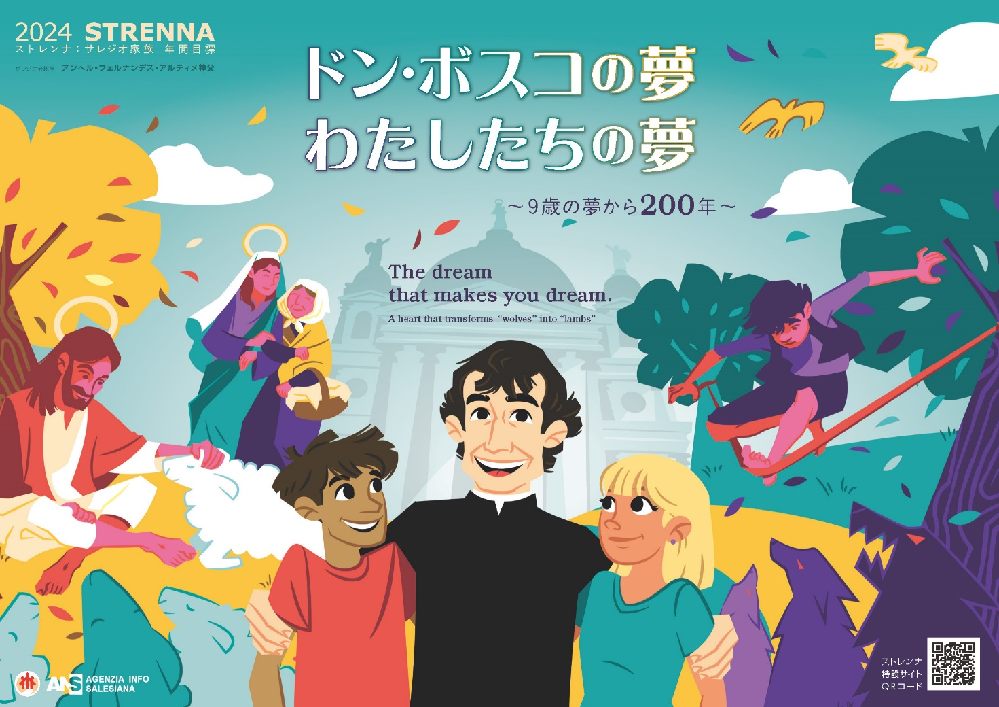 2024 STRENNA
ストレンナ：サレジオ家族 年間目標
サレジオ会総長 アンヘル・フェルナンデス・アルティメ神父
ドン・ボスコの夢
わたしたちの夢
～9歳の夢から200年～
The dream
that makes you dream.
A heart that transforms “wolves” into “lambs”
ANS AGENZIA INFO
SALESIANA
ストレンナ
特設サイト
QRコード